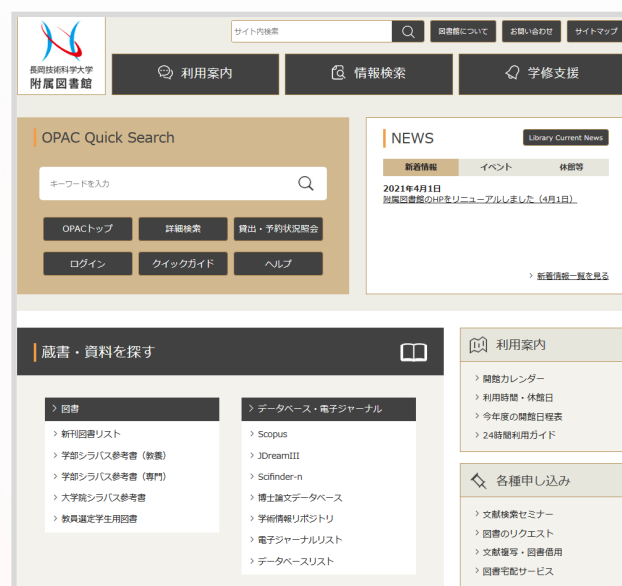 サイト内検索
図書館について
お問い合わせ
サイトマップ
長岡技術科学大学
附属図書館
利用案内
情報検索
学修支援
OPAC Quick Search
キーワードを入力
OPACトップ
詳細検索
貸出・予約状況照会
ログイン
クイックガイド
ヘルプ
NEWS
Library Current News
新着情報
イベント
休館等
2021年4月1日
附属図書館のHPをリニューアルしました（4月1日）
> 新着情報一覧を見る
蔵書・資料を探す
> 図書
> 新刊図書リスト
> 学部シラバス参考書（教養）
> 学部シラバス参考書（専門）
> 大学院シラバス参考書
> 教員選定学生用図書
> データベース・電子ジャーナル
> Scopus
> JDreamIII
> Scifinder-n
> 博士論文データベース
> 学術情報リポジトリ
> 電子ジャーナルリスト
> データベースリスト
利用案内
> 開館カレンダー
> 利用時間・休館日
> 今年度の開館日程表
> 24時間利用ガイド
各種申し込み
> 文献検索セミナー
> 図書のリクエスト
> 文献複写・図書借用
> 図書宅配サービス